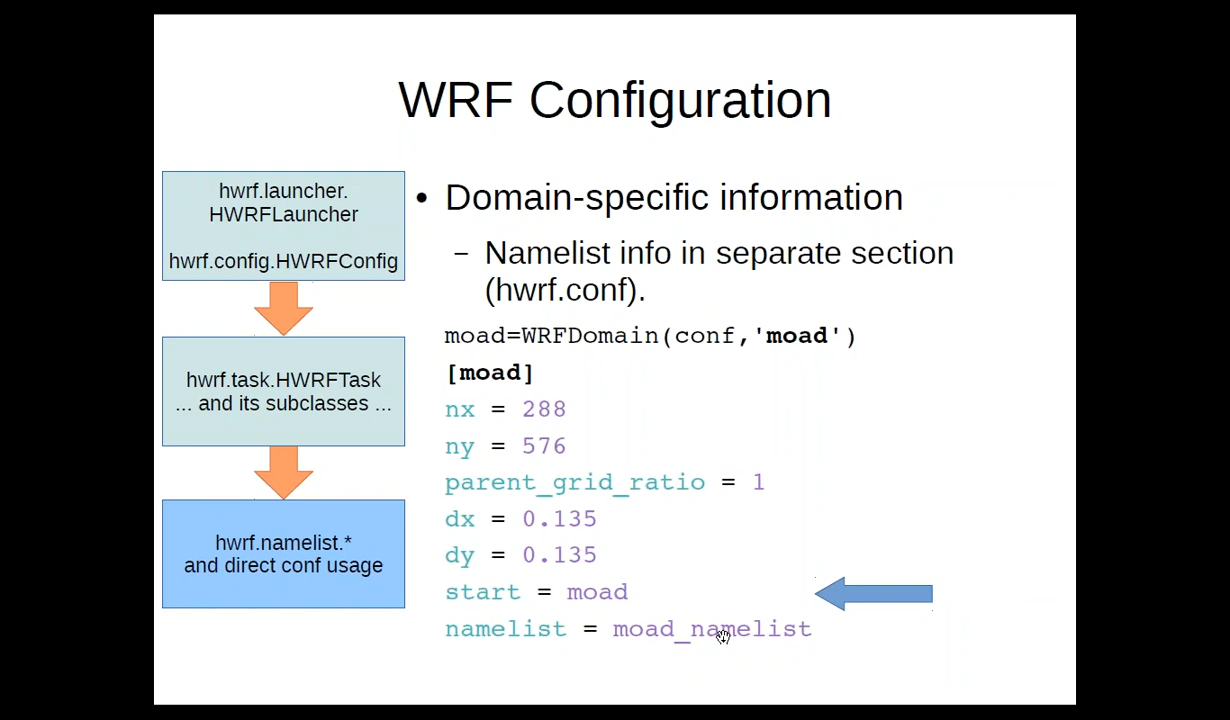 WRF Configuration
hwrf.launcher.
HWRFLauncher
hwrf.config.HWRFConfig
hwrf.task.HWRFTask
... and its subclasses ...
hwrf.namelist.*
and direct conf usage
• Domain-specific information
– Namelist info in separate section
(hwrf.conf).
moad=WRFDomain(conf,'moad')
[moad]
nx = 288
ny = 576
parent_grid_ratio = 1
dx = 0.135
dy = 0.135
start = moad
namelist = moad_namelist